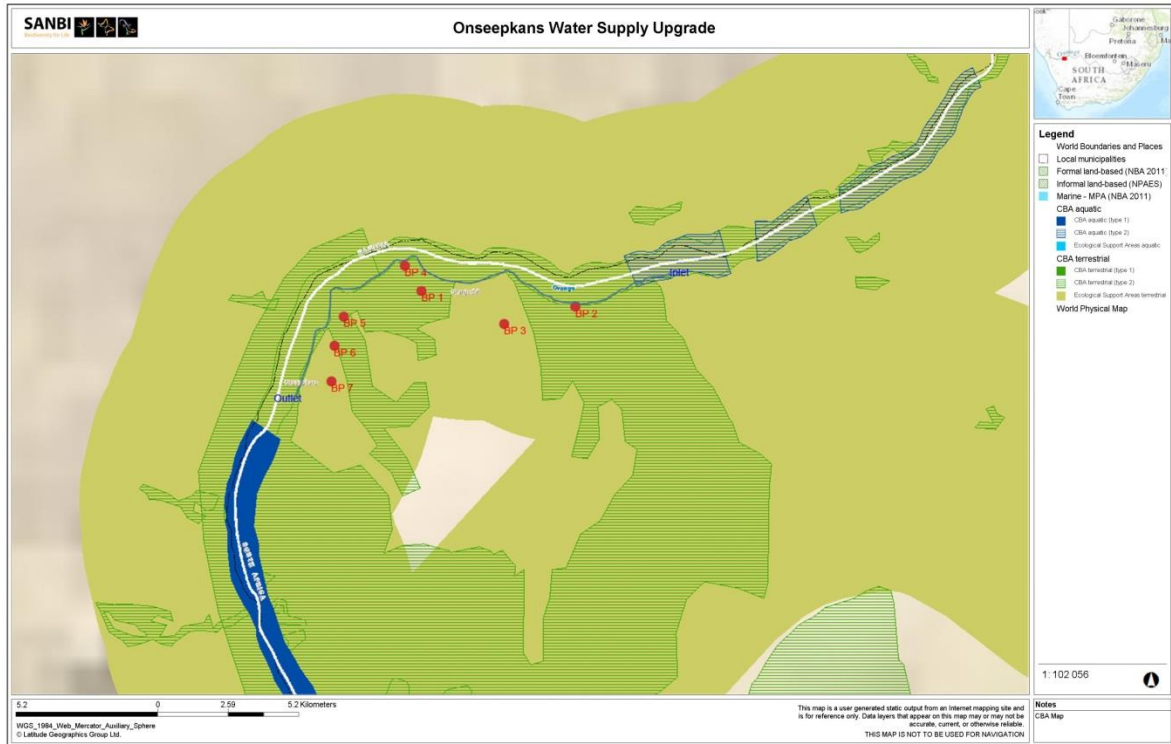 SANBI
Biodiversity for Life
Onseepkans Water Supply Upgrade
Gaborone
Johannesburg
Pretoria
Bloemfontein
Maseru
SOUTH
AFRICA
Cape
Town
NAMIBIA
BP 4
BP 1
BP 5
BP 6
BP 7
BP 3
BP 2
Orange
Inlet
Outlet
SOUTH AFRICA
Legend
World Boundaries and Places
Local municipalities
Formal land-based (NBA 2011)
Informal land-based (NPAES)
Marine - MPA (NBA 2011)
CBA aquatic
CBA aquatic (type 1)
CBA aquatic (type 2)
Ecological Support Areas aquatic
CBA terrestrial
CBA terrestrial (type 1)
CBA terrestrial (type 2)
Ecological Support Areas terrestrial
World Physical Map
1: 102 056
5.2 0 2.59 5.2 Kilometers
WGS_1984_Web_Mercator_Auxiliary_Sphere
© Latitude Geographics Group Ltd.
This map is a user generated static output from an Internet mapping site and
is for reference only. Data layers that appear on this map may or may not be
accurate, current, or otherwise reliable.
THIS MAP IS NOT TO BE USED FOR NAVIGATION
Notes
CBA Map